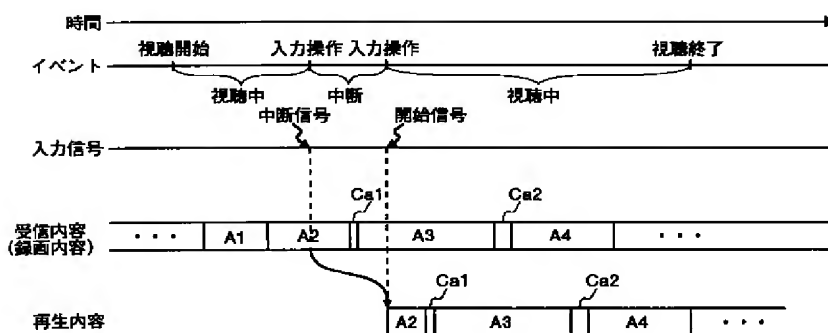 時間
視聴開始 入力操作 入力操作 視聴終了
イベント
視聴中 中断 視聴中
中断信号 開始信号
入力信号
Ca1 Ca2
受信内容 ・・・ A1 A2 A3 A4 ・・・
(録画内容)
Ca1 Ca2
再生内容 A2 A3 A4 ・・・